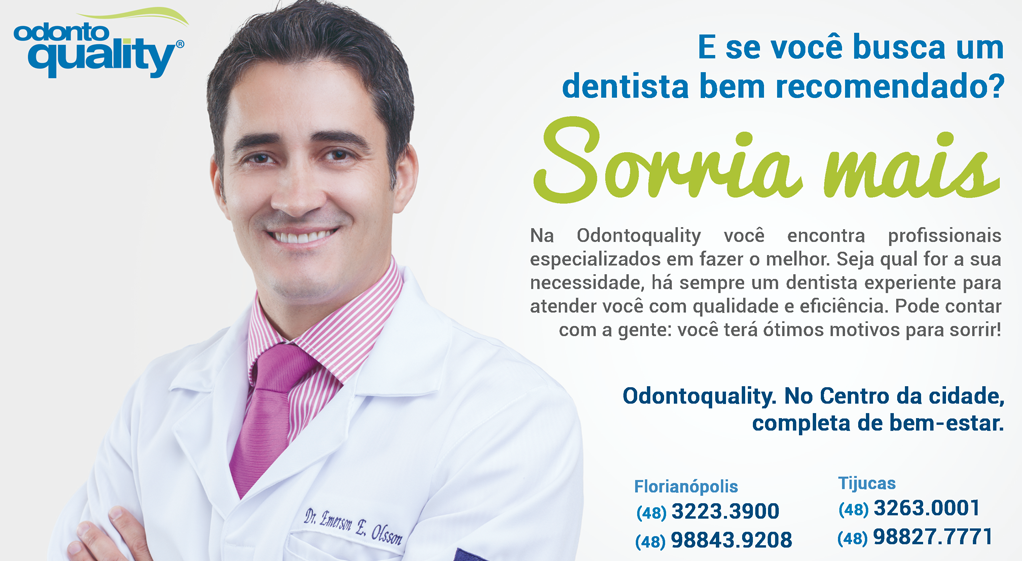 odonto
quality®
E se você busca um
dentista bem recomendado?
Sorria mais
Na Odontoquality você encontra profissionais
especializados em fazer o melhor. Seja qual for a sua
necessidade, há sempre um dentista experiente para
atender você com qualidade e eficiência. Pode contar
com a gente: você terá ótimos motivos para sorrir!
Odontoquality. No Centro da cidade,
completa de bem-estar.
Florianópolis
(48) 3223.3900
(48) 98843.9208
Tijucas
(48) 3263.0001
(48) 98827.7771
Dr. Emerson E. Olsson